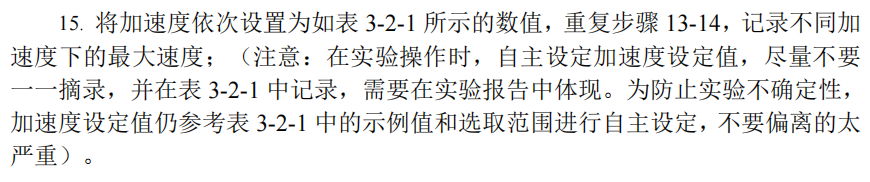 15. 将加速度依次设置为如表 3-2-1 所示的数值，重复步骤 13-14，记录不同加
速度下的最大速度；（注意：在实验操作时，自主设定加速度设定值，尽量不要
一一摘录，并在表 3-2-1 中记录，需要在实验报告中体现。为防止实验不确定性，
加速度设定值仍参考表 3-2-1 中的示例值和选取范围进行自主设定，不要偏离的太
严重）。